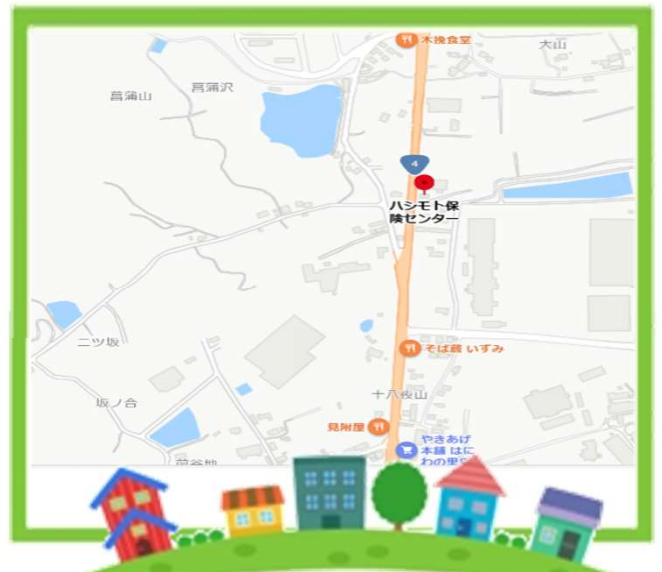 木挽食堂
大山
菖蒲沢
菖蒲山
4
ハシモト保
険センター
二ツ坂
そば蔵 いずみ
十八夜山
坂ノ合
見附屋
やきあげ
本舗 はに
わの里